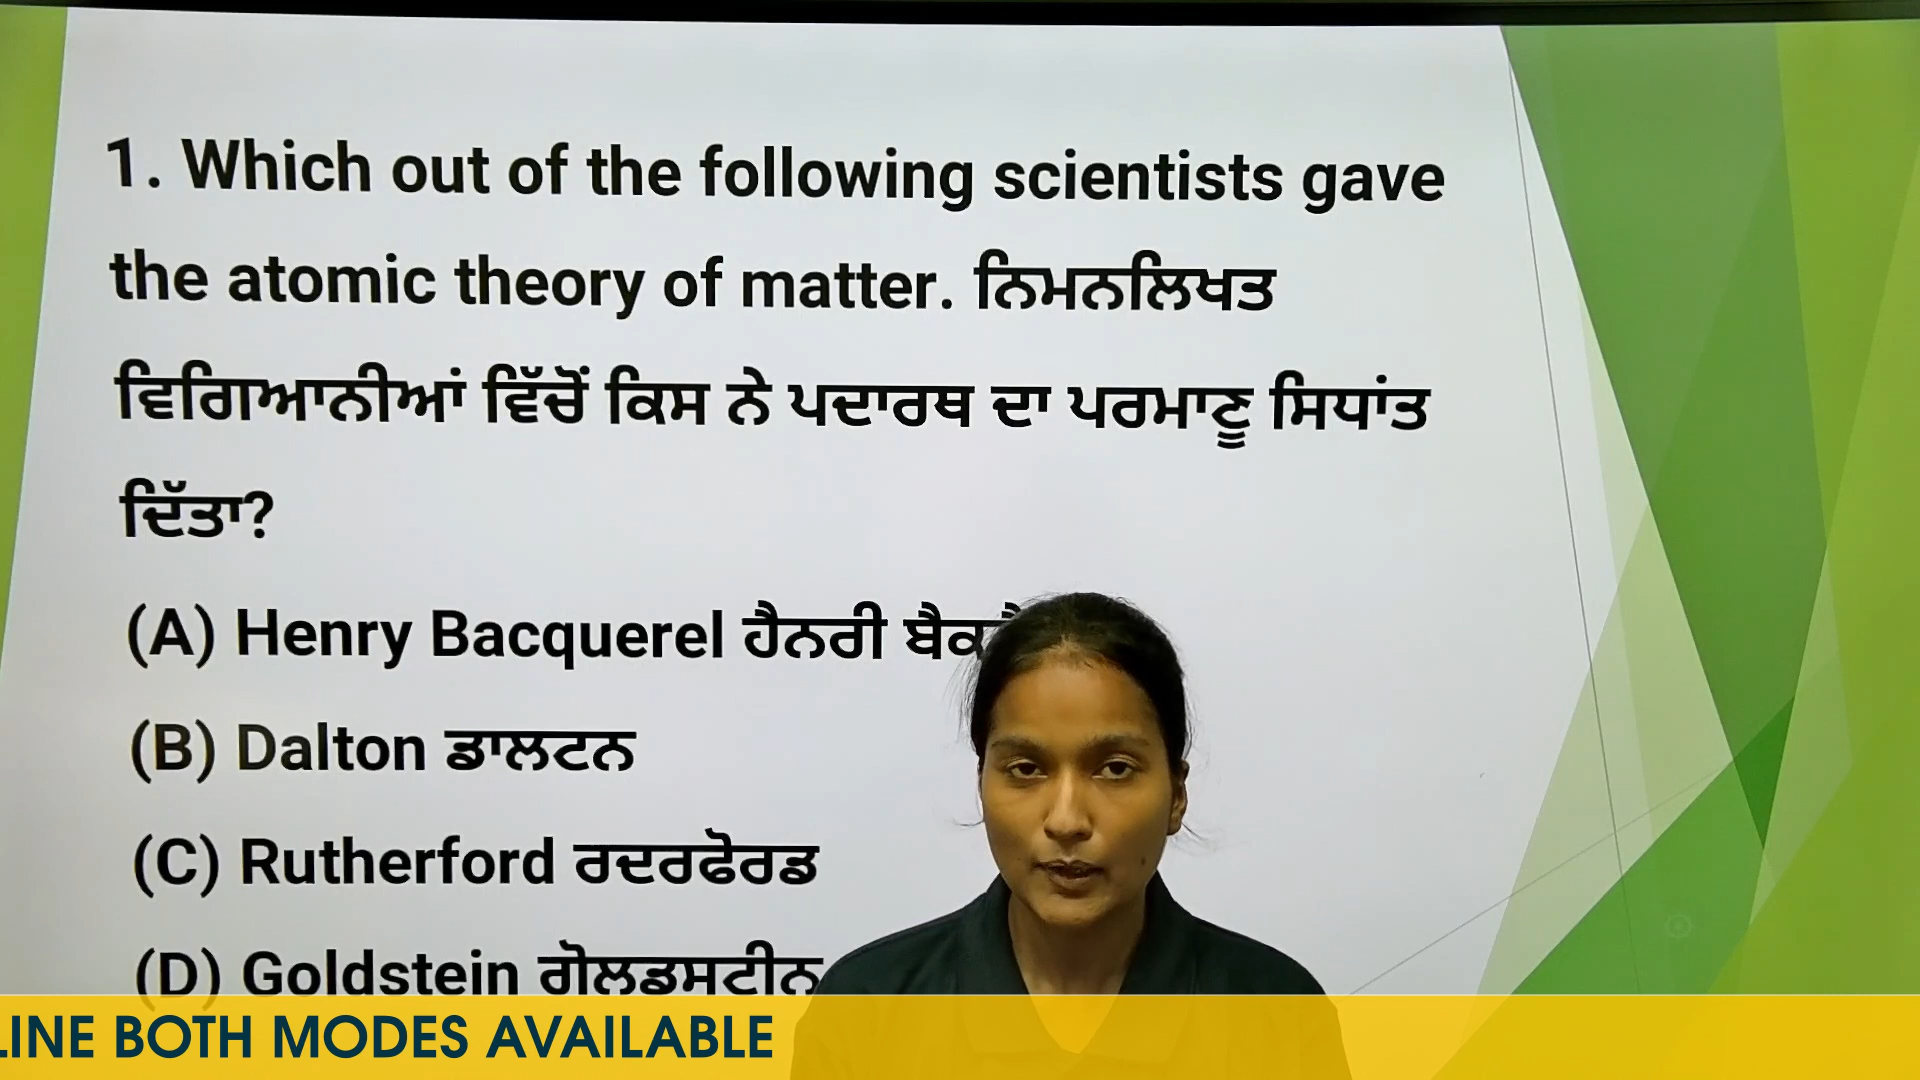 1. Which out of the following scientists gave
the atomic theory of matter. ਨਿਮਨਲਿਖਤ
ਵਿਗਿਆਨੀਆਂ ਵਿੱਚੋਂ ਕਿਸ ਨੇ ਪਦਾਰਥ ਦਾ ਪਰਮਾਣੂ ਸਿਧਾਂਤ
ਦਿੱਤਾ?
(A) Henry Bacquerel ਹੈਨਰੀ
(B) Dalton ਡਾਲਟਨ
(C) Rutherford ਰਦਰਫੋਰਡ
(D) Goldstein ਗੋਲਡਸਟੀਨ
LINE BOTH MODES AVAILABLE